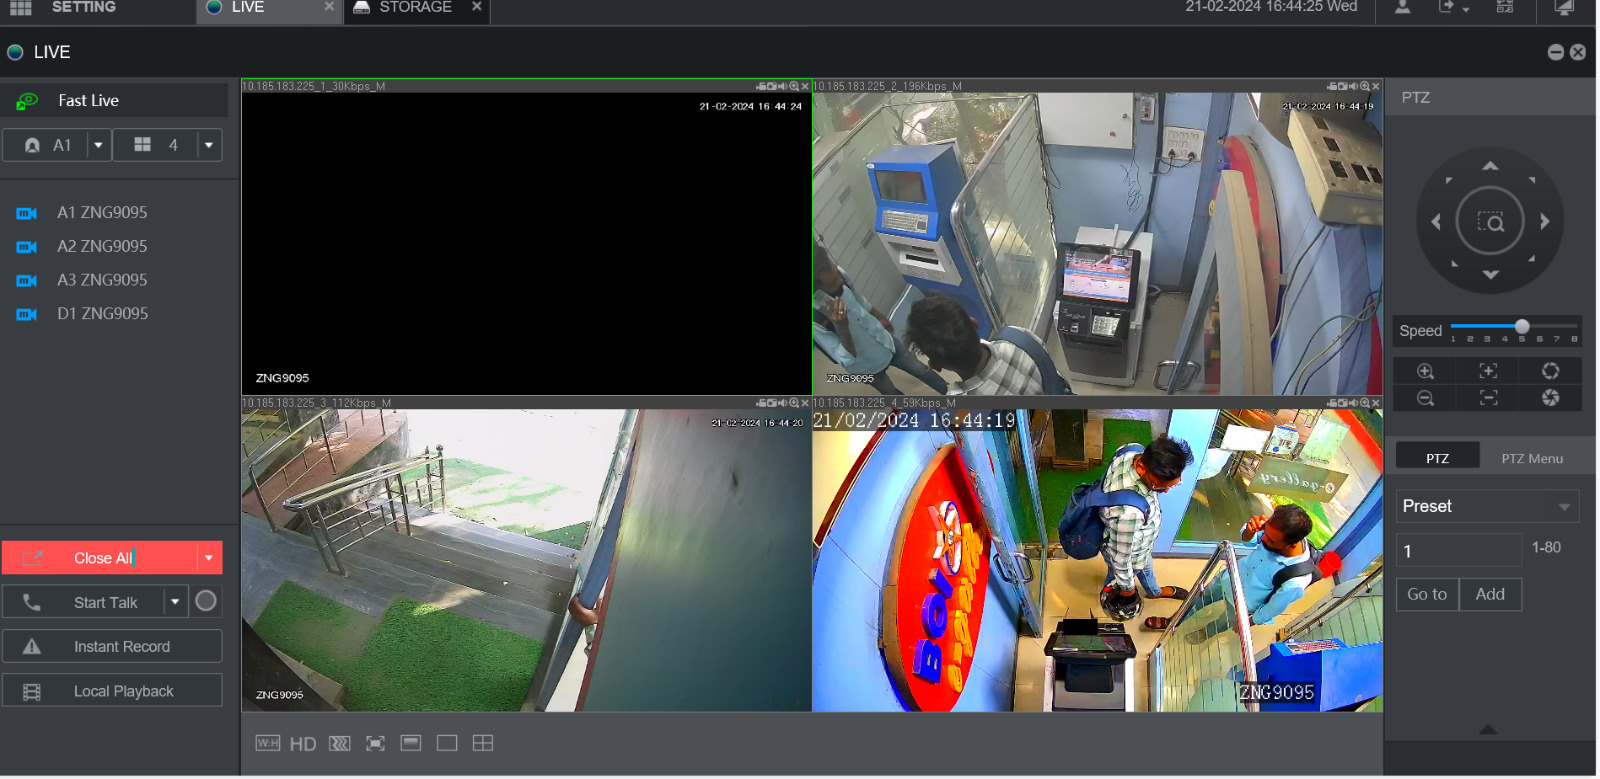 SETTING
LIVE
STORAGE
21-02-2024 16:44:25 Wed
LIVE
Fast Live
A1
4
A1 ZNG9095
A2 ZNG9095
A3 ZNG9095
D1 ZNG9095
Close All
Start Talk
Instant Record
Local Playback
10.185.183.225_1_30Kbps_M
21-02-2024 16:44:24
ZNG9095
10.185.183.225_2_196Kbps_M
21-02-2024 16:44:19
ZNG9095
10.185.183.225_3_112Kbps_M
21-02-2024 16:44:20
ZNG9095
10.185.183.225_4_59Kbps_M
21/02/2024 16:44:19
e-gallery
BOI
ZNG9095
W:H
HD
PTZ
Speed
1 2 3 4 5 6 7 8
PTZ
PTZ Menu
Preset
1
1-80
Go to
Add